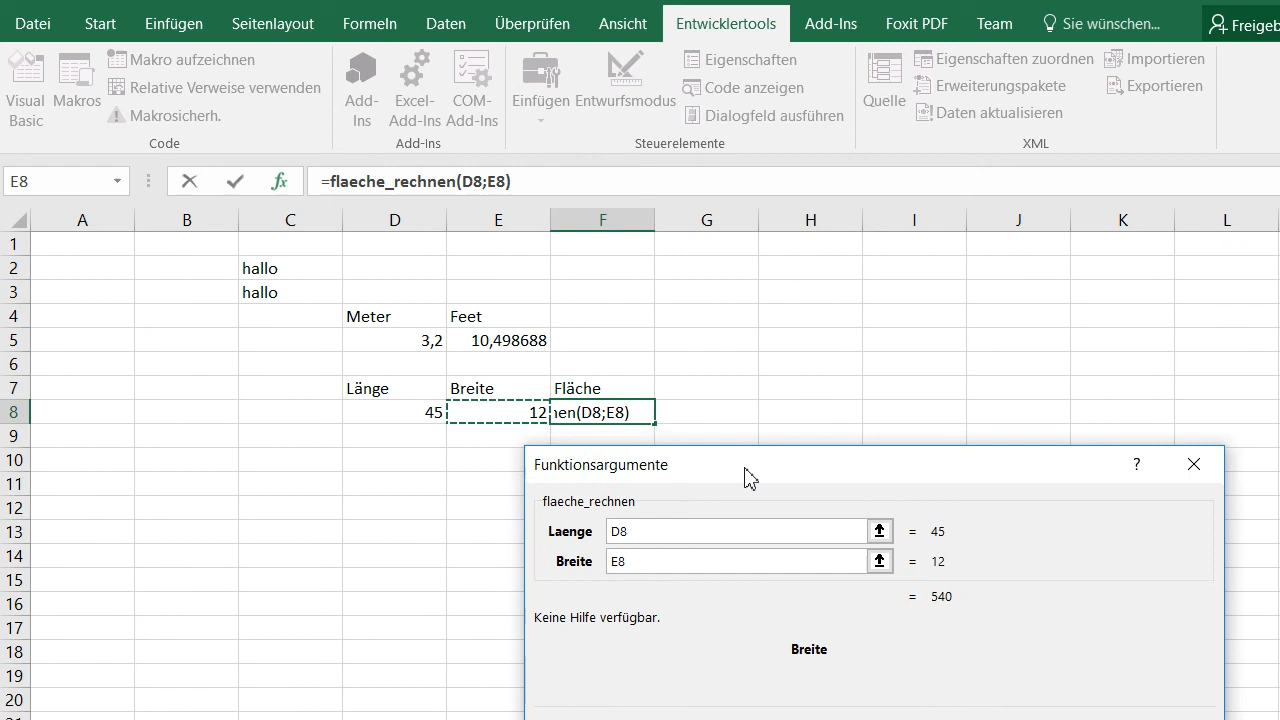 Datei Start Einfügen Seitenlayout Formeln Daten Überprüfen Ansicht Entwicklertools Add-Ins Foxit PDF Team Sie wünschen...
Visual Basic
Makros
Makro aufzeichnen
Relative Verweise verwenden
Makrosicherh.
Code
Add-Ins
Excel-Add-Ins
COM-Add-Ins
Add-Ins
Einfügen
Entwurfsmodus
Eigenschaften
Code anzeigen
Dialogfeld ausführen
Steuerelemente
Quelle
Eigenschaften zuordnen
Erweiterungspakete
Daten aktualisieren
Importieren
Exportieren
XML
E8 fx =flaeche_rechnen(D8;E8)
A B C D E F G H I J K L
1
2 hallo
3 hallo
4 Meter Feet
5 3,2 10,498688
6
7 Länge Breite Fläche
8 45 12 nen(D8;E8)
9
10
11
12
13
14
15
16
17
18
19
20
Funktionsargumente ?
flaeche_rechnen
Laenge D8 = 45
Breite E8 = 12
= 540
Keine Hilfe verfügbar.
Breite